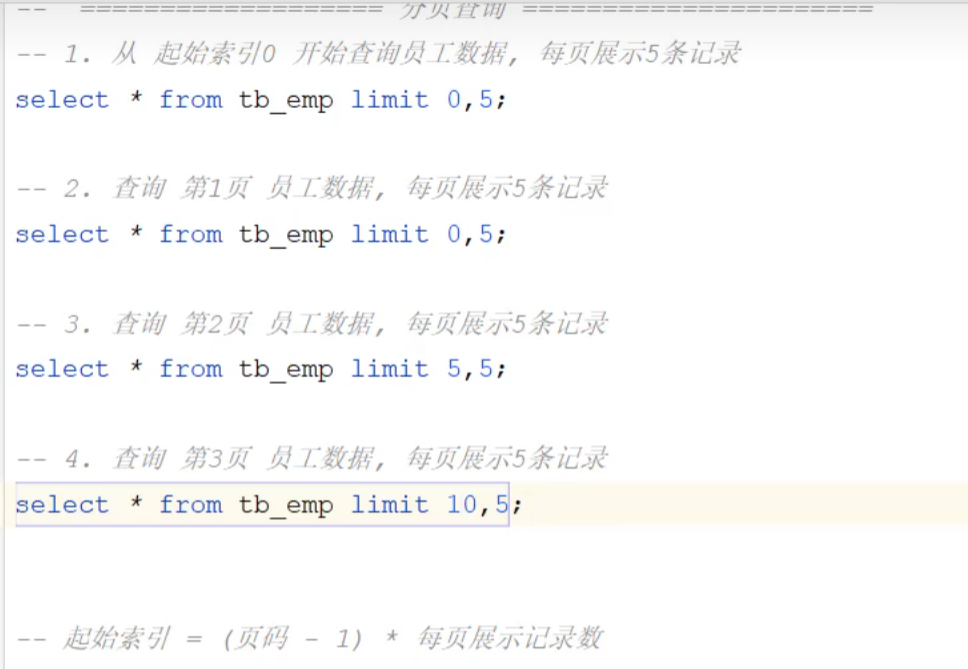 -- =================== 分页查询 ======================
-- 1. 从 起始索引0 开始查询员工数据, 每页展示5条记录
select * from tb_emp limit 0,5;
-- 2. 查询 第1页 员工数据, 每页展示5条记录
select * from tb_emp limit 0,5;
-- 3. 查询 第2页 员工数据, 每页展示5条记录
select * from tb_emp limit 5,5;
-- 4. 查询 第3页 员工数据, 每页展示5条记录
select * from tb_emp limit 10,5;
-- 起始索引 = (页码 - 1) * 每页展示记录数